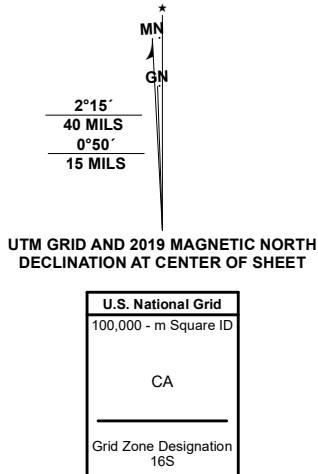 ★
MN
GN
2°15´
40 MILS
0°50´
15 MILS
UTM GRID AND 2019 MAGNETIC NORTH
DECLINATION AT CENTER OF SHEET
U.S. National Grid
100,000 - m Square ID
CA
Grid Zone Designation
16S